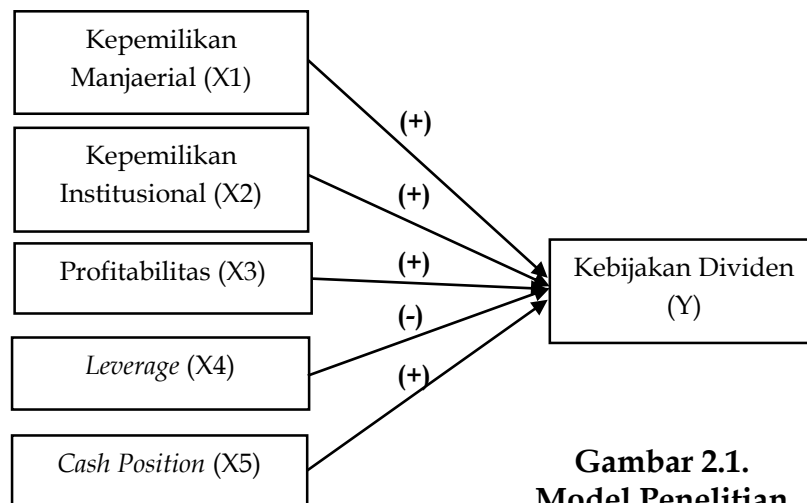 Kepemilikan
Manjaerial (X1)
(+)
Kepemilikan
Institusional (X2)
(+)
Profitabilitas (X3)
(+)
Kebijakan Dividen
(Y)
(-)
Leverage (X4)
(+)
Cash Position (X5)
Gambar 2.1.
Model Penelitian